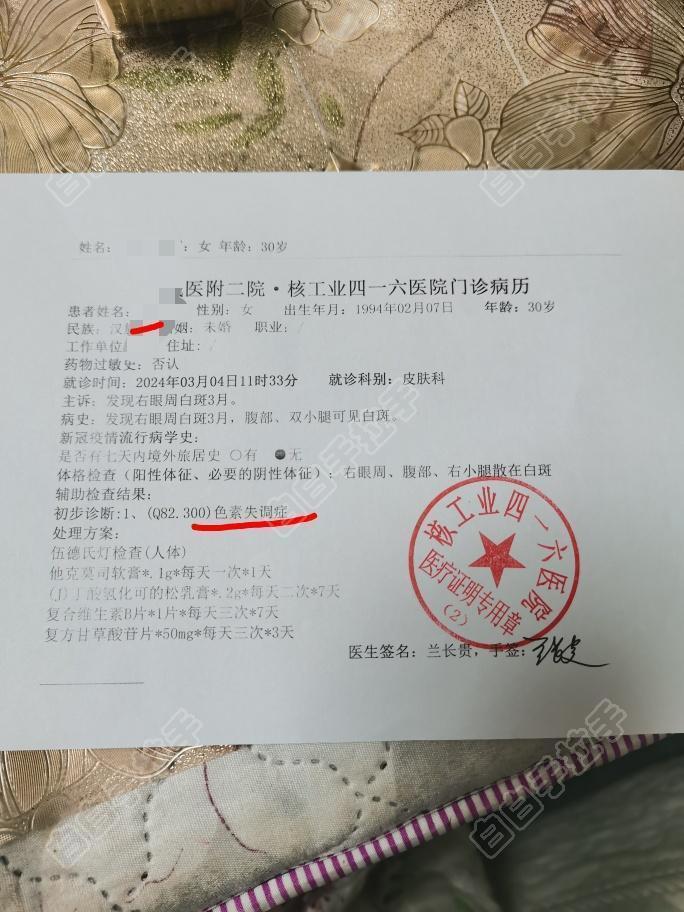 姓名: : 女 年龄: 30岁
医附二院·核工业四一六医院门诊病历
患者姓名: 性别: 女 出生年月: 1994年02月07日 年龄: 30岁
民族: 汉 姻: 未婚 职业: /
工作单位 住址: /
药物过敏史: 否认
就诊时间: 2024年03月04日11时33分 就诊科别: 皮肤科
主诉: 发现右眼周白斑3月。
病史: 发现右眼周白斑3月, 腹部、双小腿可见白斑。
新冠疫情流行病学史:
是否有七天内境外旅居史 ○有 ●无
体格检查(阳性体征、必要的阴性体征): 右眼周、腹部、右小腿散在白斑
辅助检查结果:
初步诊断:1、(Q82.300)色素失调症
处理方案:
伍德氏灯检查(人体)
他克莫司软膏*.1g*每天一次*1天
(J)丁酸氢化可的松乳膏*.2g*每天二次*7天
复合维生素B片*1片*每天三次*7天
复方甘草酸苷片*50mg*每天三次*3天
医生签名: 兰长贵, 手签:
核工业四一六医院
医疗证明专用章
(2)
白白手拉手